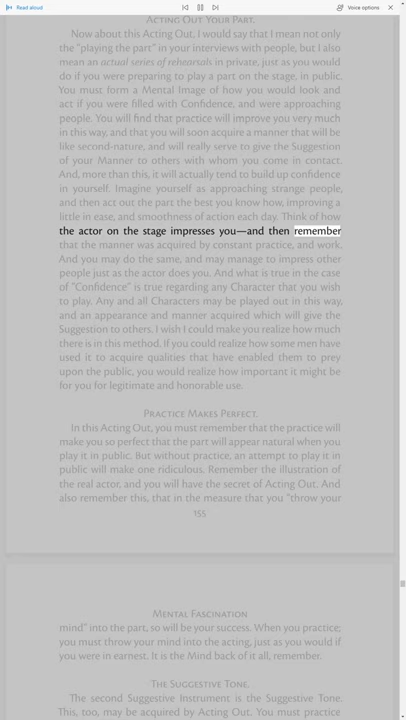 Read aloud
Voice options
ACTING OUT YOUR PART.
Now about this Acting Out. I would say that I mean not only
the "playing the part" in your interviews with people, but I also
mean an actual series of rehearsals in private, just as you would
do if you were preparing to play a part on the stage, in public.
You must form a Mental Image of how you would look and
act if you were filled with Confidence, and were approaching
people. You will find that practice will improve you very much
in this way, and that you will soon acquire a manner that will be
like second-nature, and will really serve to give the Suggestion
of your Manner to others with whom you come in contact.
And, more than this, it will actually tend to build up confidence
in yourself. Imagine yourself as approaching strange people,
and then act out the part the best you know how, improving a
little in ease, and smoothness of action each day. Think of how
the actor on the stage impresses you—and then remember
that the manner was acquired by constant practice, and work.
And you may do the same, and may manage to impress other
people just as the actor does you. And what is true in the case
of "Confidence" is true regarding any Character that you wish
to play. Any and all Characters may be played out in this way,
and an appearance and manner acquired which will give the
Suggestion to others. I wish I could make you realize how much
there is in this method. If you could realize how some men have
used it to acquire qualities that have enabled them to prey
upon the public, you would realize how important it might be
for you for legitimate and honorable use.
PRACTICE MAKES PERFECT.
In this Acting Out, you must remember that the practice will
make you so perfect that the part will appear natural when you
play it in public. But without practice, an attempt to play it in
public will make one ridiculous. Remember the illustration of
the real actor, and you will have the secret of Acting Out. And
also remember this, that in the measure that you "throw your
155
MENTAL FASCINATION
mind" into the part, so will be your success. When you practice;
you must throw your mind into the acting, just as you would if
you were in earnest. It is the Mind back of it all, remember.
THE SUGGESTIVE TONE.
The second Suggestive Instrument is the Suggestive Tone.
This, too, may be acquired by Acting Out. You must practice